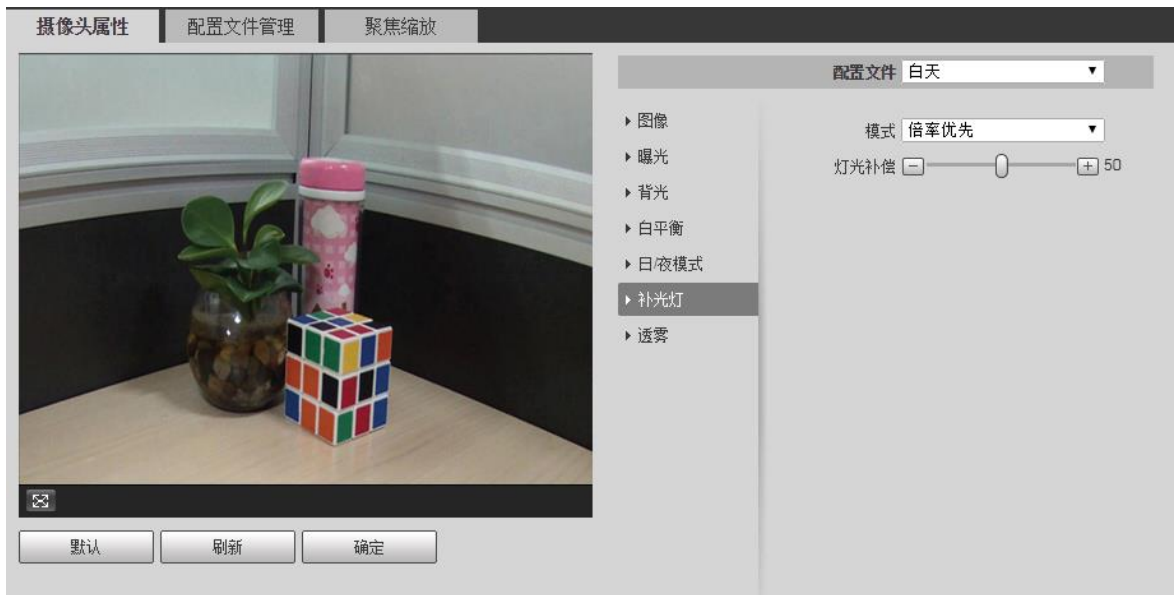 摄像头属性 配置文件管理 聚焦缩放
配置文件 白天
图像
曝光
背光
白平衡
日/夜模式
补光灯
透雾
模式 倍率优先
灯光补偿 50
默认 刷新 确定